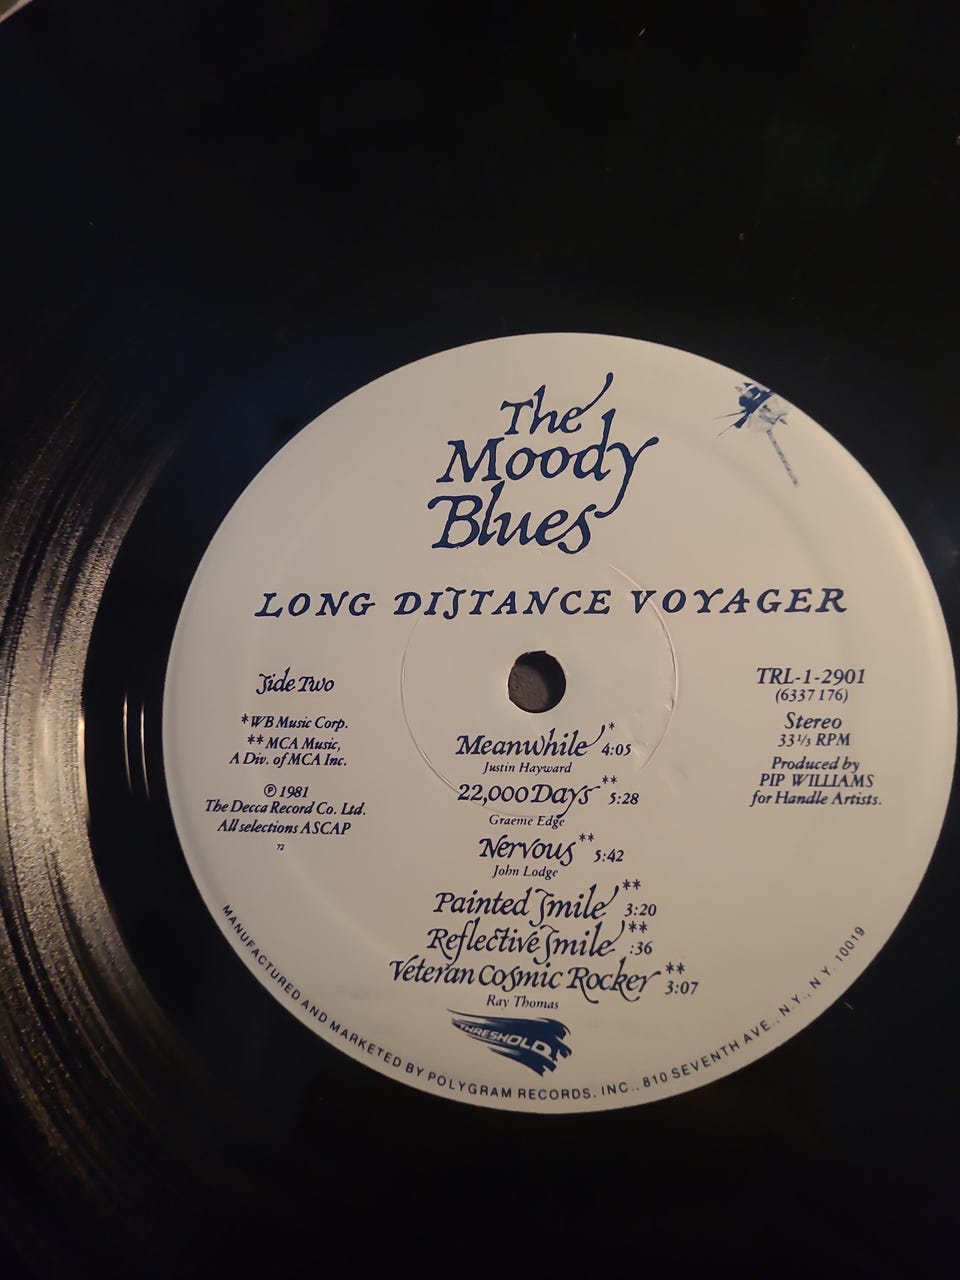 The
Moody
Blues
LONG DISTANCE VOYAGER
Side Two
* WB Music Corp.
** MCA Music,
A Div. of MCA Inc.
℗ 1981
The Decca Record Co. Ltd.
All selections ASCAP
72
TRL-1-2901
(6337 176)
Stereo
33⅓ RPM
Produced by
PIP WILLIAMS
for Handle Artists.
Meanwhile * 4:05
Justin Hayward
22,000 Days ** 5:28
Graeme Edge
Nervous ** 5:42
John Lodge
Painted Smile ** 3:20
Reflective Smile ** :36
Veteran Cosmic Rocker ** 3:07
Ray Thomas
THRESHOLD
MANUFACTURED AND MARKETED BY POLYGRAM RECORDS, INC., 810 SEVENTH AVE., N.Y., N.Y. 10019